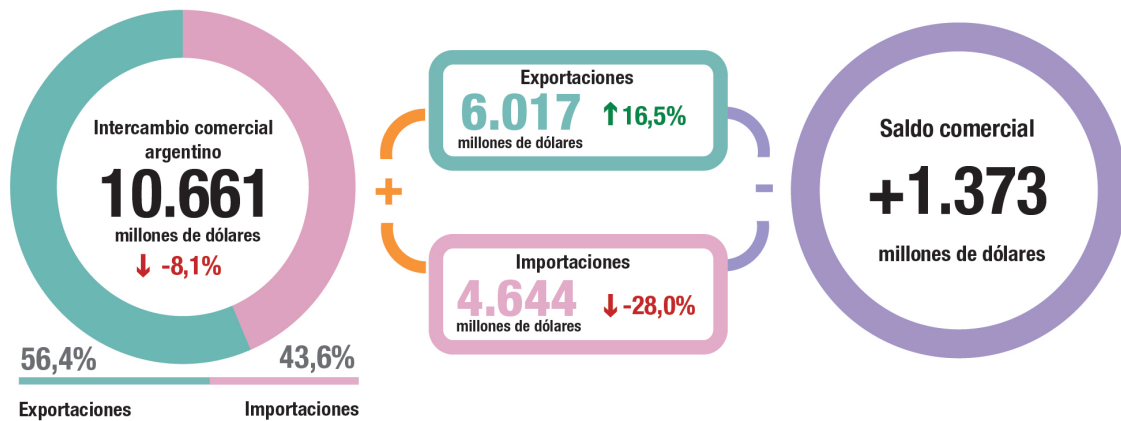 Intercambio comercial
argentino
10.661
millones de dólares
↓ -8,1%
56,4%
43,6%
Exportaciones
Importaciones
+
Exportaciones
6.017
↑ 16,5%
millones de dólares
Importaciones
4.644
↓ -28,0%
millones de dólares
-
Saldo comercial
+1.373
millones de dólares